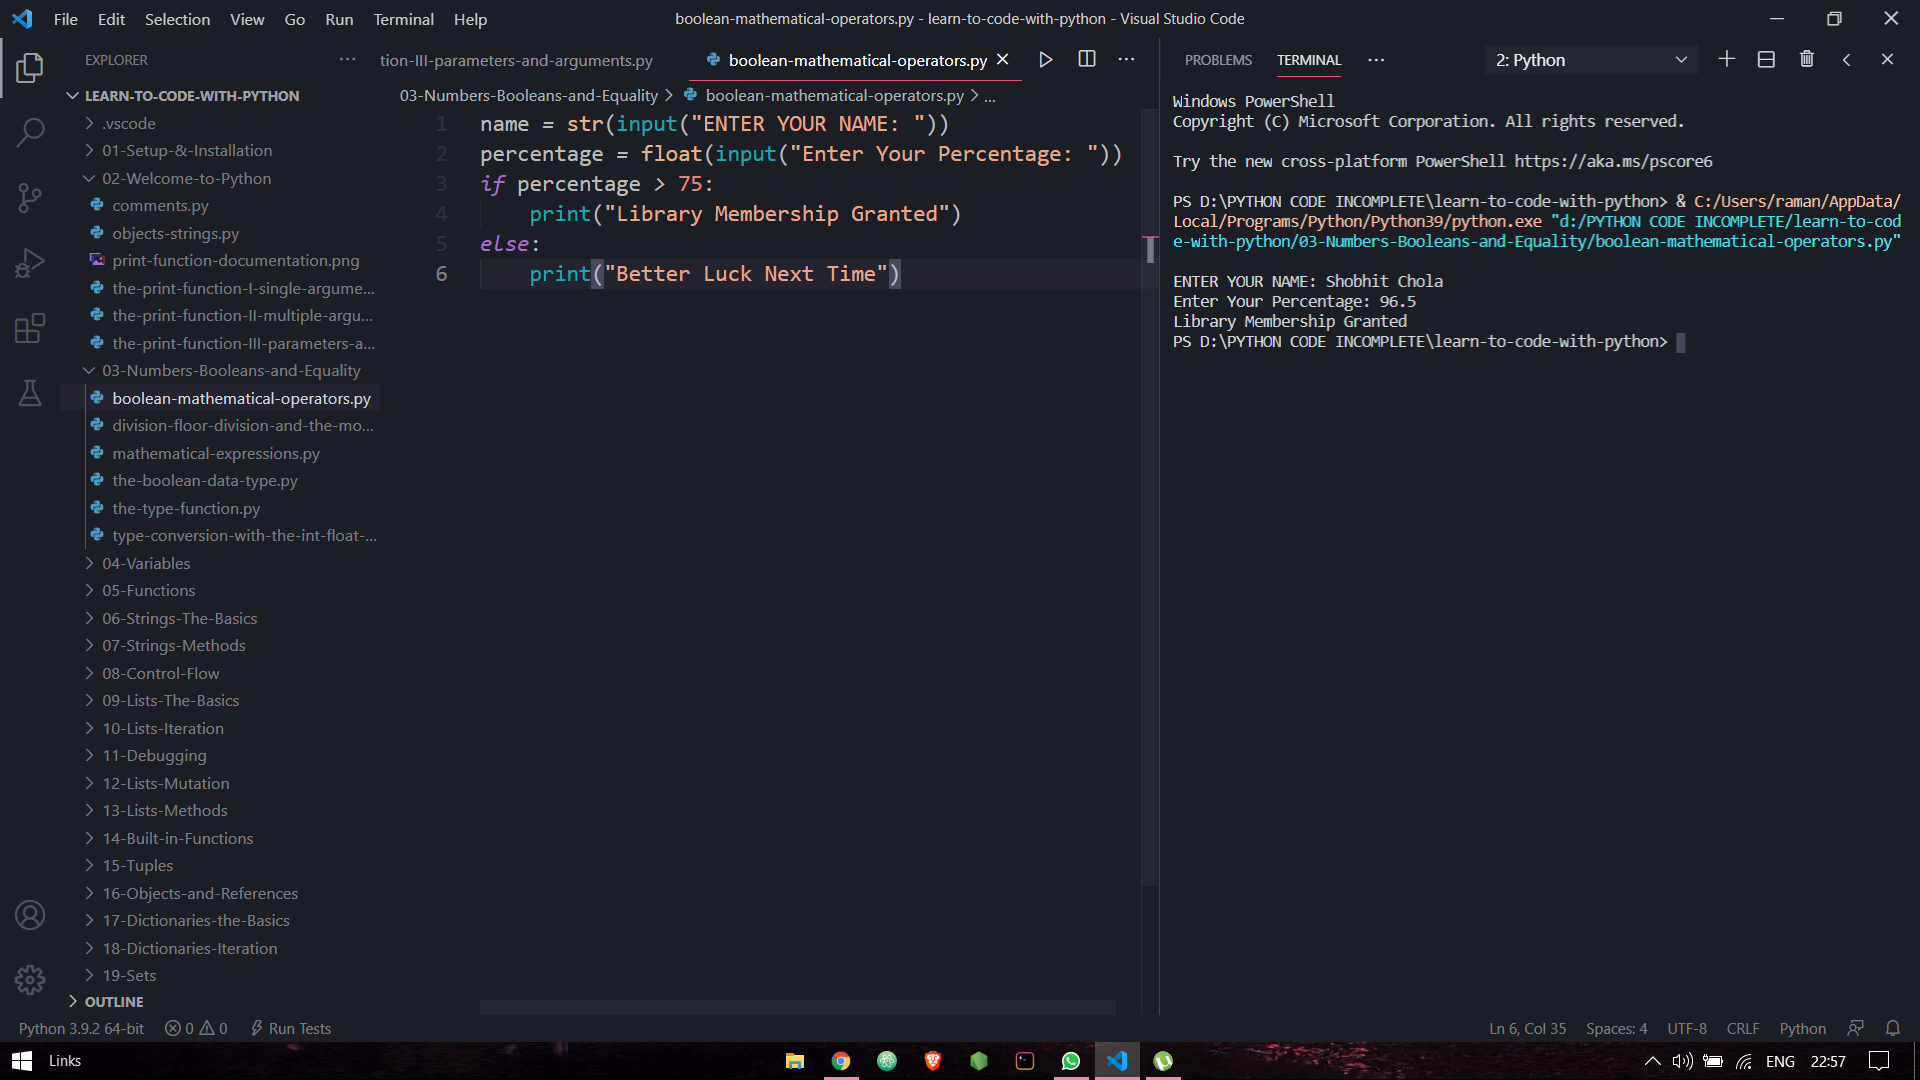 File Edit Selection View Go Run Terminal Help
boolean-mathematical-operators.py - learn-to-code-with-python - Visual Studio Code
EXPLORER
LEARN-TO-CODE-WITH-PYTHON
.vscode
01-Setup-&-Installation
02-Welcome-to-Python
comments.py
objects-strings.py
print-function-documentation.png
the-print-function-I-single-argume...
the-print-function-II-multiple-argu...
the-print-function-III-parameters-a...
03-Numbers-Booleans-and-Equality
boolean-mathematical-operators.py
division-floor-division-and-the-mo...
mathematical-expressions.py
the-boolean-data-type.py
the-type-function.py
type-conversion-with-the-int-float-...
04-Variables
05-Functions
06-Strings-The-Basics
07-Strings-Methods
08-Control-Flow
09-Lists-The-Basics
10-Lists-Iteration
11-Debugging
12-Lists-Mutation
13-Lists-Methods
14-Built-in-Functions
15-Tuples
16-Objects-and-References
17-Dictionaries-the-Basics
18-Dictionaries-Iteration
19-Sets
OUTLINE
tion-III-parameters-and-arguments.py
boolean-mathematical-operators.py
03-Numbers-Booleans-and-Equality > boolean-mathematical-operators.py > ...
1 name = str(input("ENTER YOUR NAME: "))
2 percentage = float(input("Enter Your Percentage: "))
3 if percentage > 75:
4     print("Library Membership Granted")
5 else:
6     print("Better Luck Next Time")
PROBLEMS TERMINAL ... 2: Python
Windows PowerShell
Copyright (C) Microsoft Corporation. All rights reserved.
Try the new cross-platform PowerShell https://aka.ms/pscore6
PS D:\PYTHON CODE INCOMPLETE\learn-to-code-with-python> & C:/Users/raman/AppData/
Local/Programs/Python/Python39/python.exe "d:/PYTHON CODE INCOMPLETE/learn-to-cod
e-with-python/03-Numbers-Booleans-and-Equality/boolean-mathematical-operators.py"
ENTER YOUR NAME: Shobhit Chola
Enter Your Percentage: 96.5
Library Membership Granted
PS D:\PYTHON CODE INCOMPLETE\learn-to-code-with-python>
Python 3.9.2 64-bit 0 0 Run Tests
Ln 6, Col 35 Spaces: 4 UTF-8 CRLF Python
Links
ENG 22:57